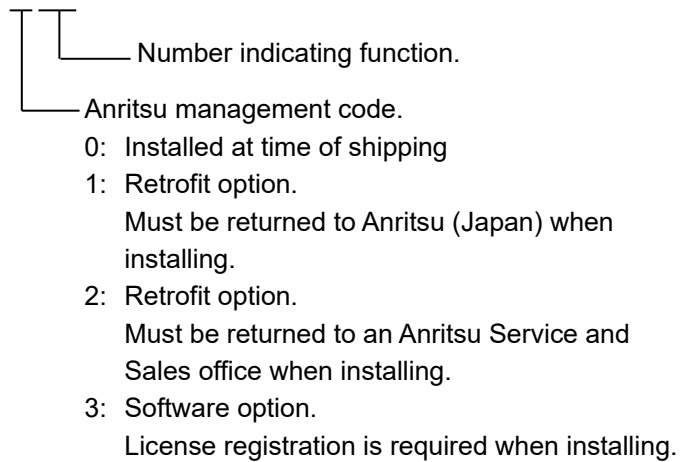 Number indicating function.
Anritsu management code.
0: Installed at time of shipping
1: Retrofit option.
Must be returned to Anritsu (Japan) when
installing.
2: Retrofit option.
Must be returned to an Anritsu Service and
Sales office when installing.
3: Software option.
License registration is required when installing.